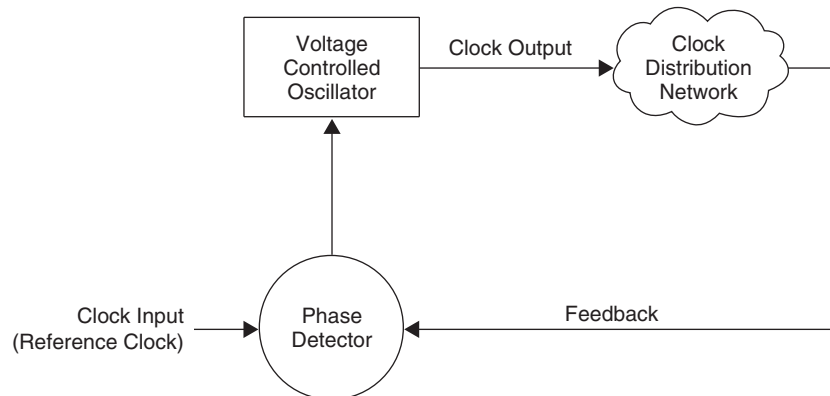 Voltage
Controlled
Oscillator
Clock Output
Clock
Distribution
Network
Clock Input
(Reference Clock)
Phase
Detector
Feedback